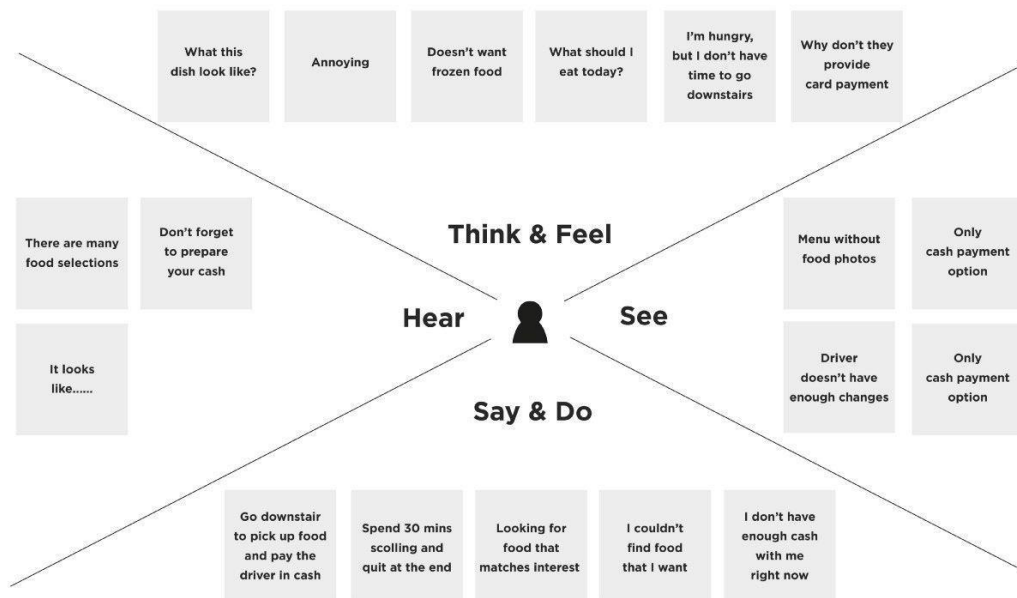 What this
dish look like?
Annoying
Doesn't want
frozen food
What should I
eat today?
I'm hungry,
but I don't have
time to go
downstairs
Why don't they
provide
card payment
Think & Feel
There are many
food selections
Don't forget
to prepare
your cash
It looks
like......
Hear
See
Menu without
food photos
Only
cash payment
option
Driver
doesn't have
enough changes
Only
cash payment
option
Say & Do
Go downstair
to pick up food
and pay the
driver in cash
Spend 30 mins
scolling and
quit at the end
Looking for
food that
matches interest
I couldn't
find food
that I want
I don't have
enough cash
with me
right now